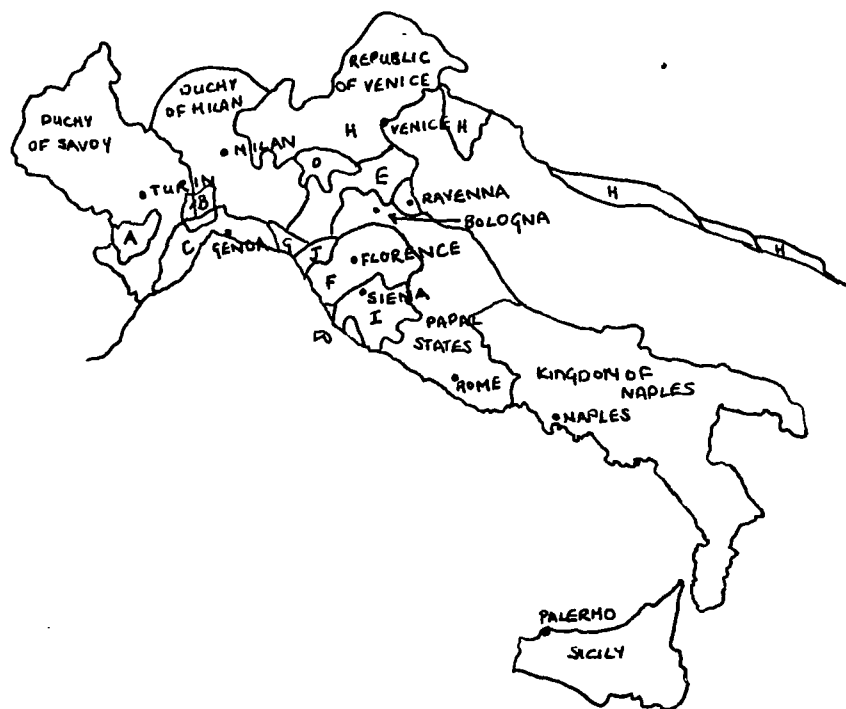 REPUBLIC
OF VENICE
DUCHY
OF MILAN
DUCHY
OF SAVOY
H
VENICE
H
MILAN
D
E
TURIN
B
RAVENNA
BOLOGNA
H
A
C
GENOA
G
J
FLORENCE
H
F
SIENA
I
PAPAL
STATES
ROME
KINGDOM OF
NAPLES
NAPLES
PALERMO
SICILY